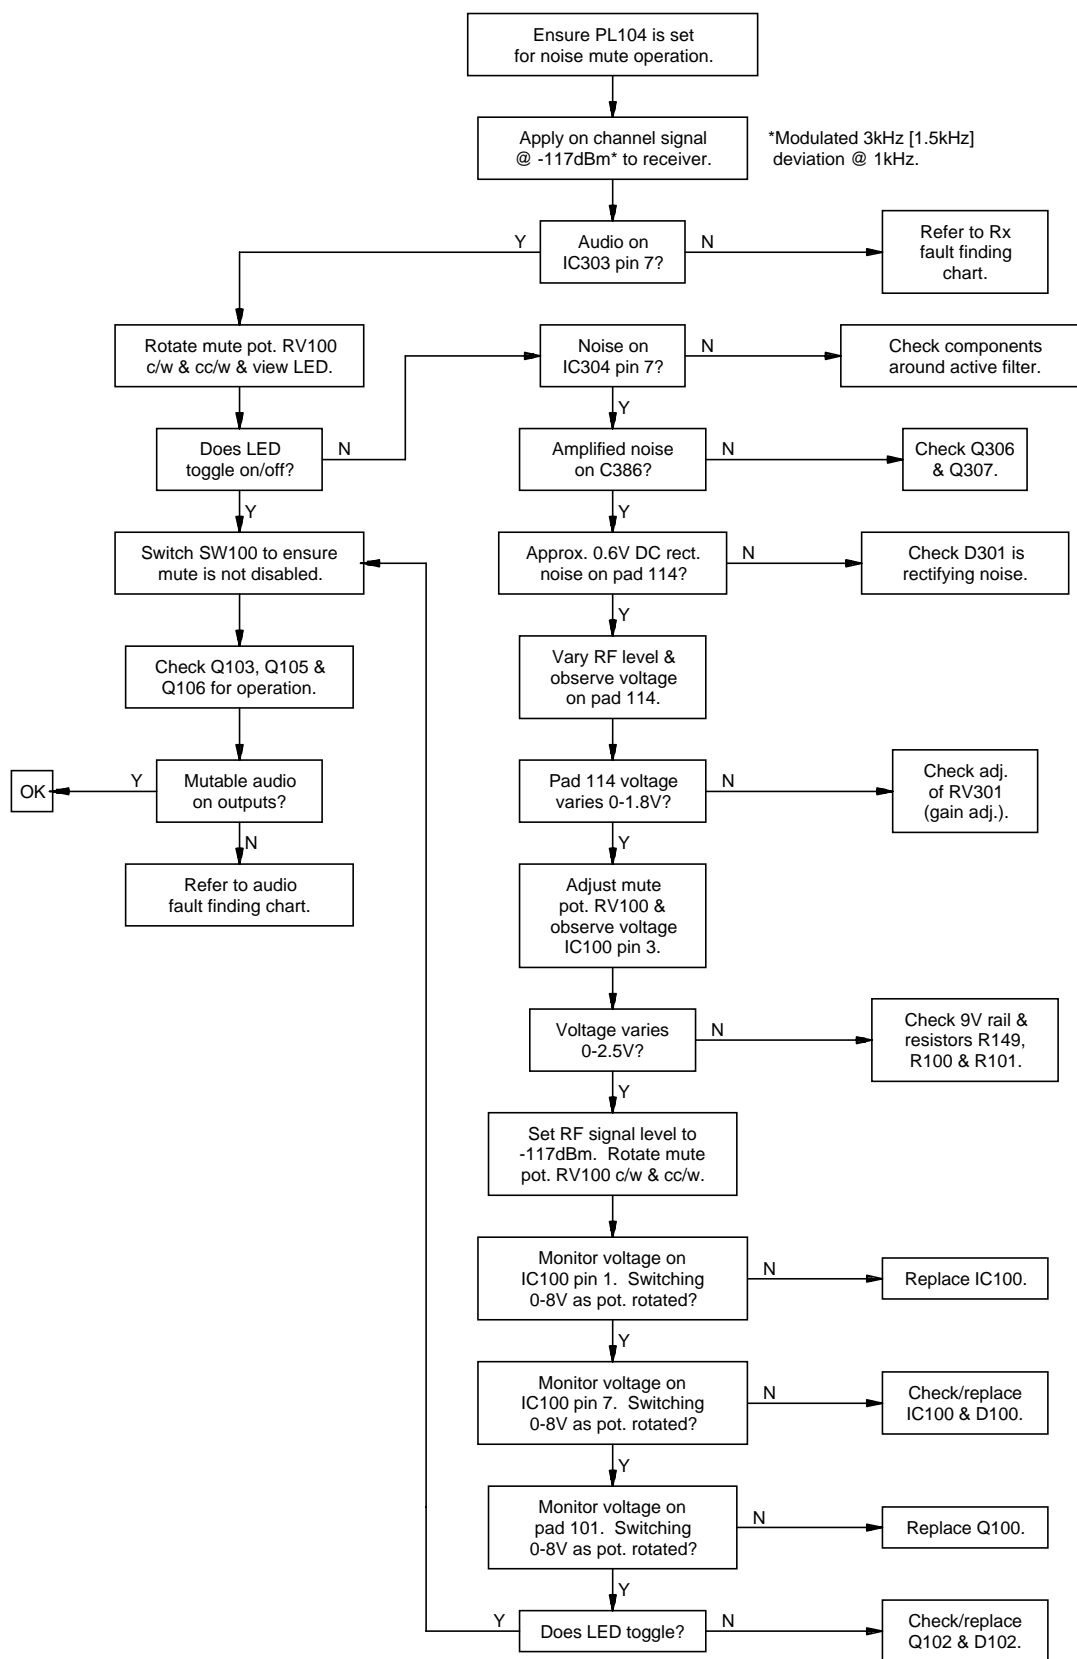 Ensure PL104 is set
for noise mute operation.
Apply on channel signal
@ -117dBm* to receiver.
*Modulated 3kHz [1.5kHz]
deviation @ 1kHz.
Y
Audio on
IC303 pin 7?
N
Refer to Rx
fault finding
chart.
Rotate mute pot. RV100
c/w & cc/w & view LED.
Noise on
IC304 pin 7?
N
Check components
around active filter.
Y
Does LED
toggle on/off?
N
Amplified noise
on C386?
N
Check Q306
& Q307.
Y
Y
Switch SW100 to ensure
mute is not disabled.
Approx. 0.6V DC rect.
noise on pad 114?
N
Check D301 is
rectifying noise.
Y
Check Q103, Q105 &
Q106 for operation.
Vary RF level &
observe voltage
on pad 114.
OK
Y
Mutable audio
on outputs?
Pad 114 voltage
varies 0-1.8V?
N
Check adj.
of RV301
(gain adj.).
N
Y
Refer to audio
fault finding chart.
Adjust mute
pot. RV100 &
observe voltage
IC100 pin 3.
Voltage varies
0-2.5V?
N
Check 9V rail &
resistors R149,
R100 & R101.
Y
Set RF signal level to
-117dBm. Rotate mute
pot. RV100 c/w & cc/w.
Monitor voltage on
IC100 pin 1. Switching
0-8V as pot. rotated?
N
Replace IC100.
Y
Monitor voltage on
IC100 pin 7. Switching
0-8V as pot. rotated?
N
Check/replace
IC100 & D100.
Y
Monitor voltage on
pad 101. Switching
0-8V as pot. rotated?
N
Replace Q100.
Y
Y
Does LED toggle?
N
Check/replace
Q102 & D102.